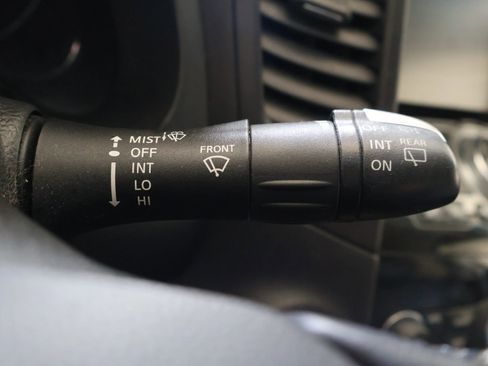 MIST
OFF
INT
LO
HI
FRONT
OFF
INT
REAR
ON